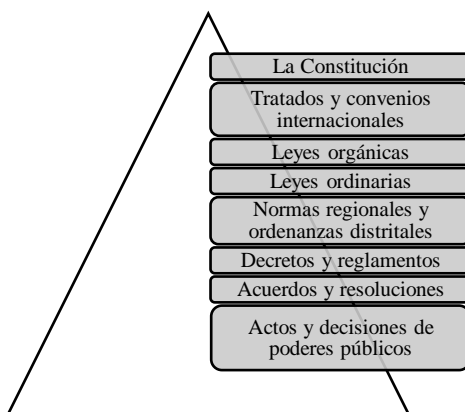 La Constitución
Tratados y convenios
internacionales
Leyes orgánicas
Leyes ordinarias
Normas regionales y
ordenanzas distritales
Decretos y reglamentos
Acuerdos y resoluciones
Actos y decisiones de
poderes públicos